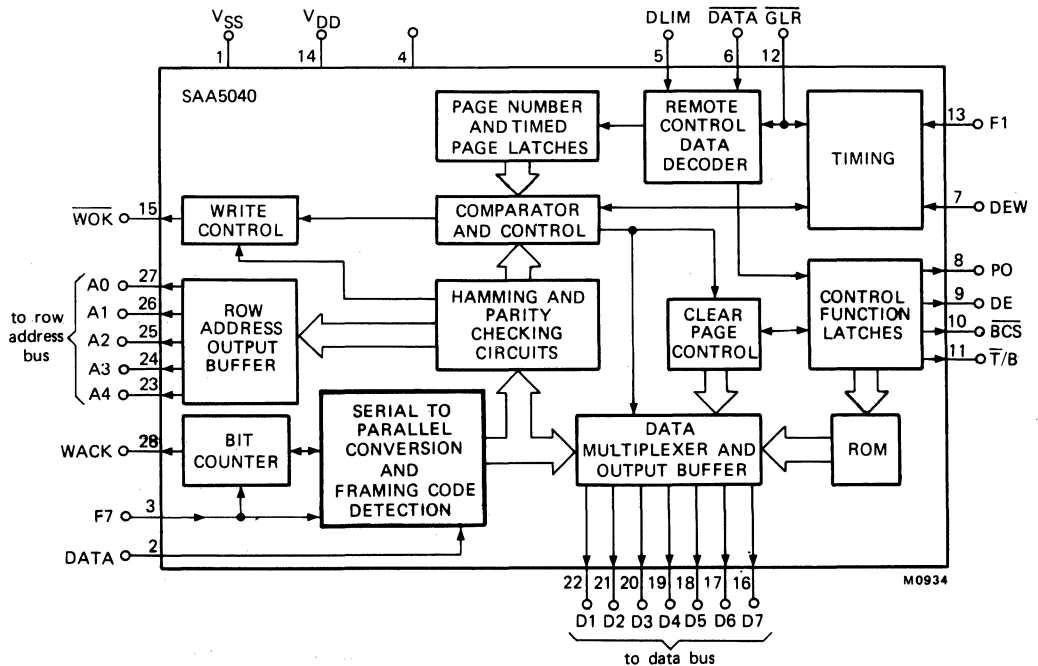 VSS
VDD
DLIM
DATA
GLR
1
14
4
5
6
12
SAA5040
PAGE NUMBER
AND TIMED
PAGE LATCHES
REMOTE
CONTROL
DATA
DECODER
TIMING
13
F1
7
DEW
WOK
15
WRITE
CONTROL
COMPARATOR
AND CONTROL
8
PO
9
DE
10
BCS
11
T/B
to row
address
bus
A0
27
A1
26
A2
25
A3
24
A4
23
ROW
ADDRESS
OUTPUT
BUFFER
HAMMING AND
PARITY
CHECKING
CIRCUITS
CLEAR
PAGE
CONTROL
CONTROL
FUNCTION
LATCHES
WACK
28
BIT
COUNTER
SERIAL TO
PARALLEL
CONVERSION
AND
FRAMING CODE
DETECTION
DATA
MULTIPLEXER AND
OUTPUT BUFFER
ROM
F7
3
DATA
2
22 21 20 19 18 17 16
M0934
D1 D2 D3 D4 D5 D6 D7
to data bus